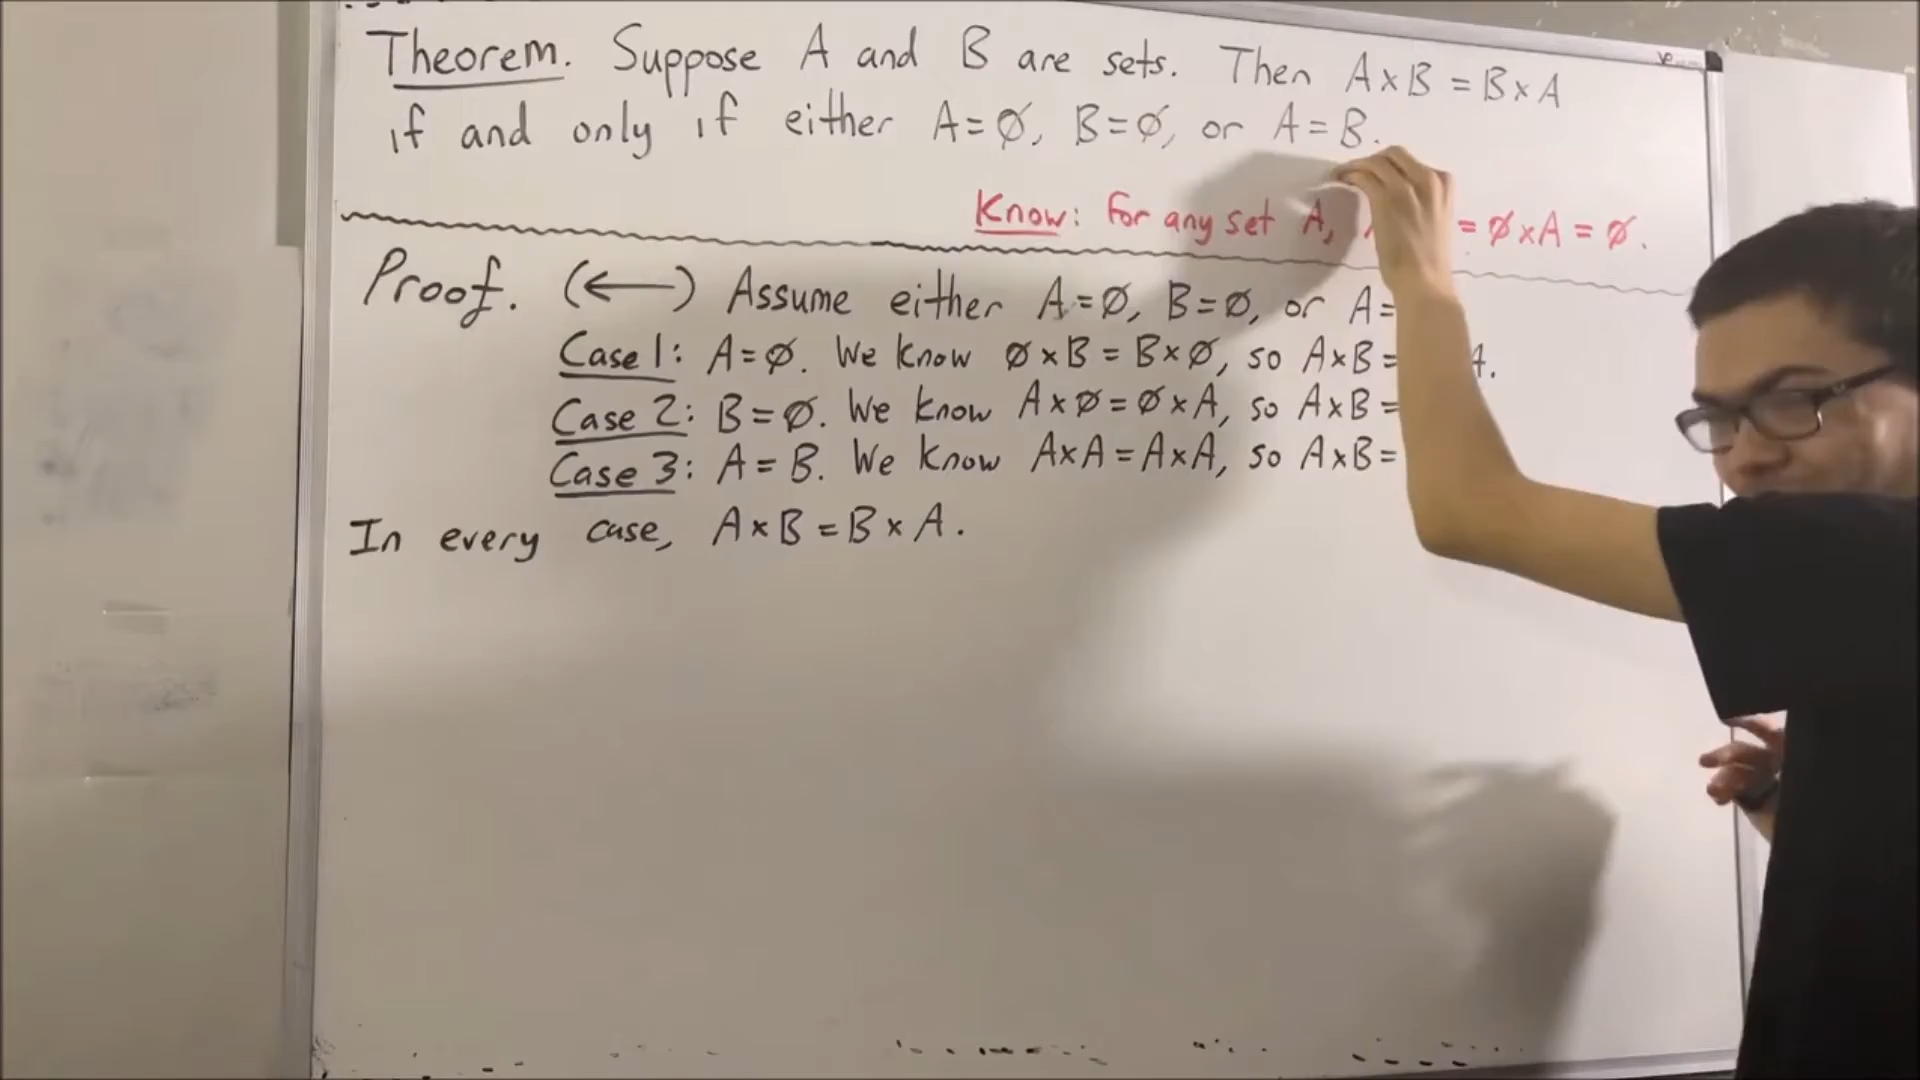 Theorem. Suppose A and B are sets. Then A×B = B×A
if and only if either A=∅, B=∅, or A=B.
Know: For any set A, = ∅×A = ∅.
Proof. (←) Assume either A=∅, B=∅, or A=
Case 1: A=∅. We know ∅×B = B×∅, so A×B= A.
Case 2: B=∅. We know A×∅=∅×A, so A×B=
Case 3: A=B. We know A×A=A×A, so A×B=
In every case, A×B=B×A.